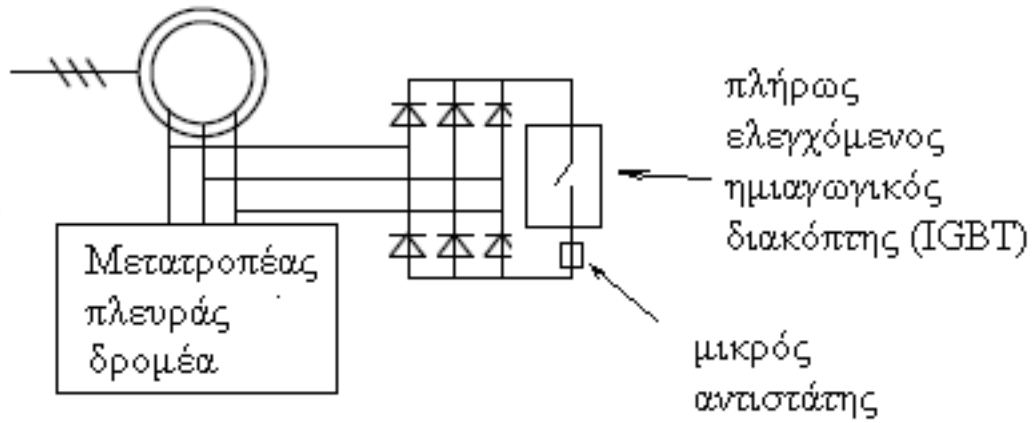 πλήρως
ελεγχόμενος
ημιαγωγικός
διακόπτης (IGBT)
Μετατροπέας
πλευράς
δρομέα
μικρός
αντιστάτης